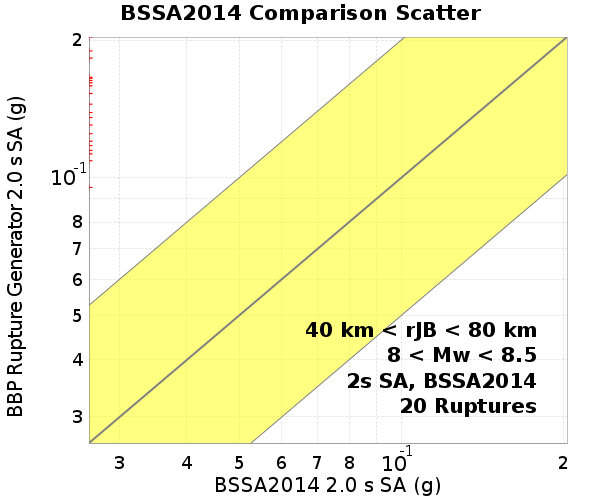 BSSA2014 Comparison Scatter
BBP Rupture Generator 2.0 s SA (g)
2
10^-1
8
7
6
5
4
3
40 km < rJB < 80 km
8 < Mw < 8.5
2s SA, BSSA2014
20 Ruptures
3 4 5 6 7 8 10^-1 2
BSSA2014 2.0 s SA (g)